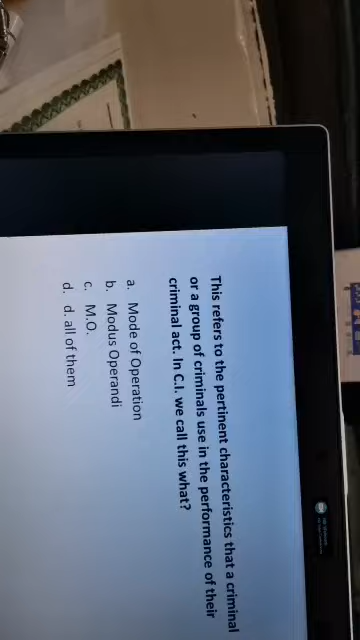 This refers to the pertinent characteristics that a criminal
or a group of criminals use in the performance of their
criminal act. In C.I. we call this what?
a. Mode of Operation
b. Modus Operandi
c. M.O.
d. d. all of them